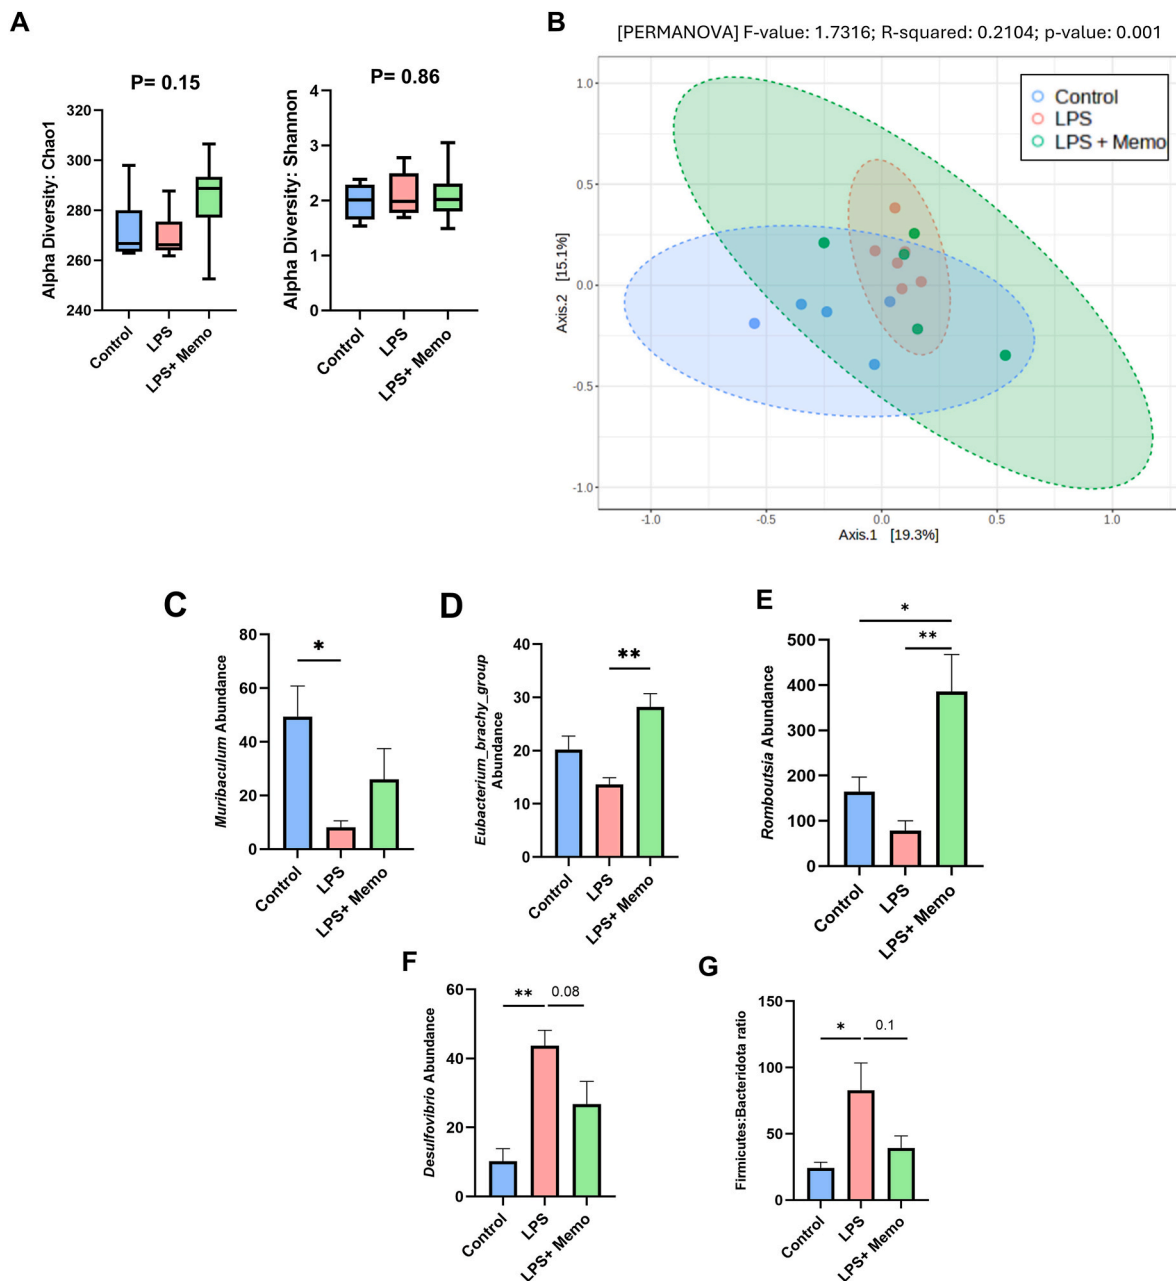 A
P= 0.15
Alpha Diversity: Chao1
320
300
280
260
240
Control
LPS
LPS+ Memo
P= 0.86
Alpha Diversity: Shannon
4
3
2
1
0
Control
LPS
LPS+ Memo
B
[PERMANOVA] F-value: 1.7316; R-squared: 0.2104; p-value: 0.001
Control
LPS
LPS + Memo
Axis.2 [15.1%]
1.0
0.5
0.0
-0.5
-1.0
-1.0
-0.5
0.0
0.5
1.0
Axis.1 [19.3%]
C
Muribaculum Abundance
80
60
40
20
0
*
Control
LPS
LPS+ Memo
D
Eubacterium_brachy_group
Abundance
40
30
20
10
0
**
Control
LPS
LPS+ Memo
E
Romboutsia Abundance
500
400
300
200
100
0
*
**
Control
LPS
LPS+ Memo
F
Desulfovibrio Abundance
60
40
20
0
**
0.08
Control
LPS
LPS+ Memo
G
Firmicutes:Bacteridota ratio
150
100
50
0
*
0.1
Control
LPS
LPS+ Memo